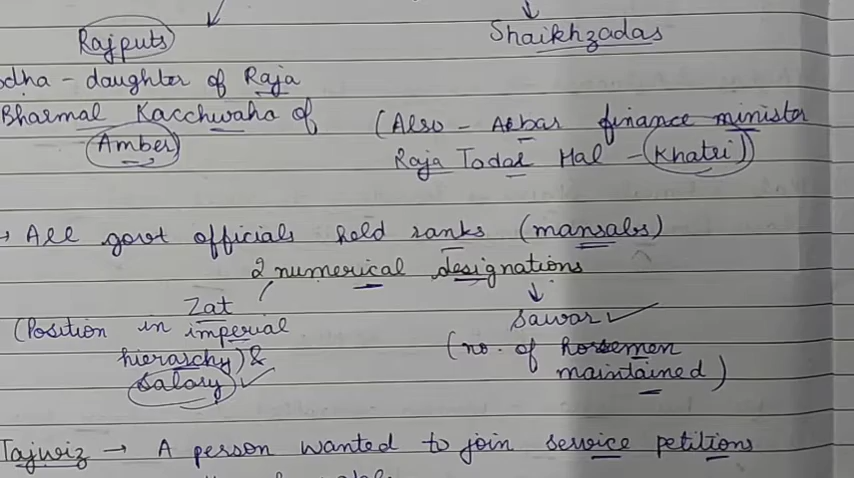 Rajputs
Shaikhzadas
odha - daughter of Raja
Bharmal Kacchwaha of
Amber
(Also - Akbar finance minister
Raja Todal Mal - Khatri)
→ All govt officials held ranks (mansabs)
2 numerical designations
Zat
(Position in imperial
hierarchy) &
salary
Sawar
(no. of horsemen
maintained)
Tajwiz → A person wanted to join service petitions